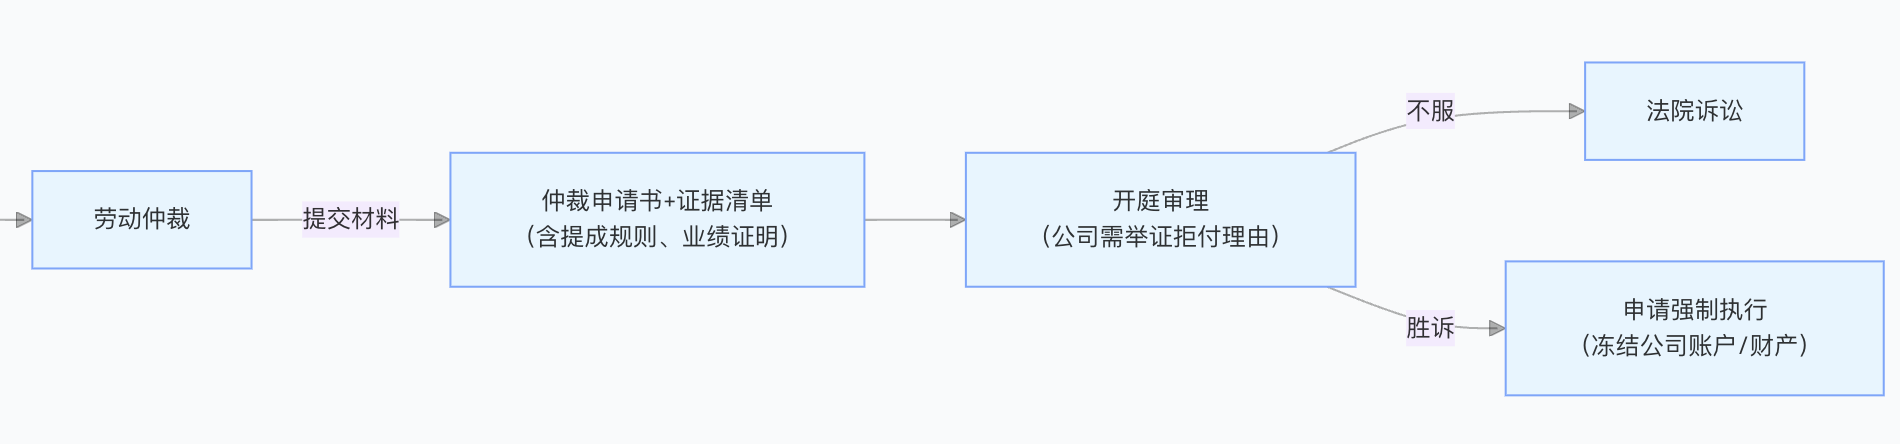 劳动仲裁
提交材料
仲裁申请书+证据清单
（含提成规则、业绩证明）
开庭审理
（公司需举证拒付理由）
不服
法院诉讼
胜诉
申请强制执行
（冻结公司账户/财产）